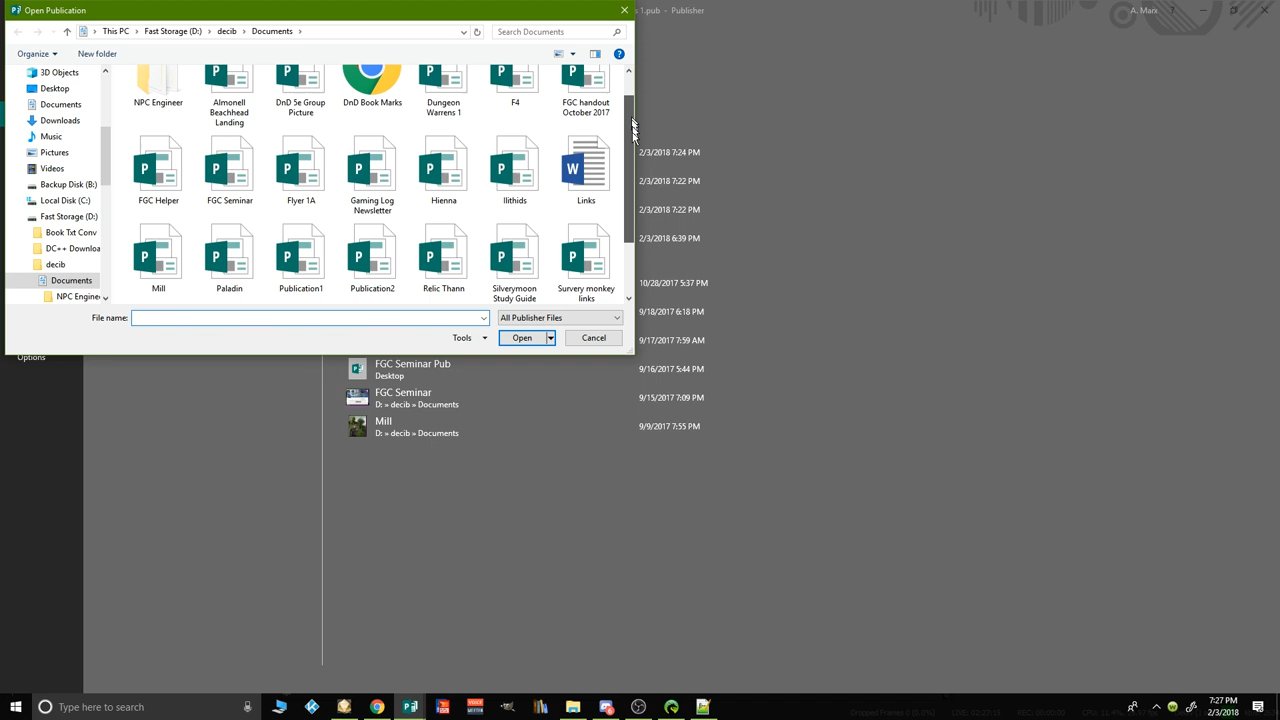 Open Publication
s 1.pub - Publisher
A. Marx
?
This PC > Fast Storage (D:) > decib > Documents >
Search Documents
Organize
New folder
3D Objects
Desktop
Documents
Downloads
Music
Pictures
Videos
Backup Disk (B:)
Local Disk (C:)
Fast Storage (D:)
Book Txt Conv
DC++ Downloa
decib
Documents
NPC Engine
NPC Engineer
Almonell
Beachhead
Landing
DnD 5e Group
Picture
DnD Book Marks
Dungeon
Warrens 1
F4
FGC handout
October 2017
FGC Helper
FGC Seminar
Flyer 1A
Gaming Log
Newsletter
Hienna
Ilithids
Links
Mill
Paladin
Publication1
Publication2
Relic Thann
Silverymoon
Study Guide
Survery monkey
links
File name:
All Publisher Files
Tools
Open
Cancel
Options
2/3/2018 7:24 PM
2/3/2018 7:22 PM
2/3/2018 7:22 PM
2/3/2018 6:39 PM
10/28/2017 5:37 PM
9/18/2017 6:18 PM
9/17/2017 7:59 AM
FGC Seminar Pub
Desktop
9/16/2017 5:44 PM
FGC Seminar
D: » decib » Documents
9/15/2017 7:09 PM
Mill
D: » decib » Documents
9/9/2017 7:55 PM
Type here to search
7:27 PM
2/3/2018